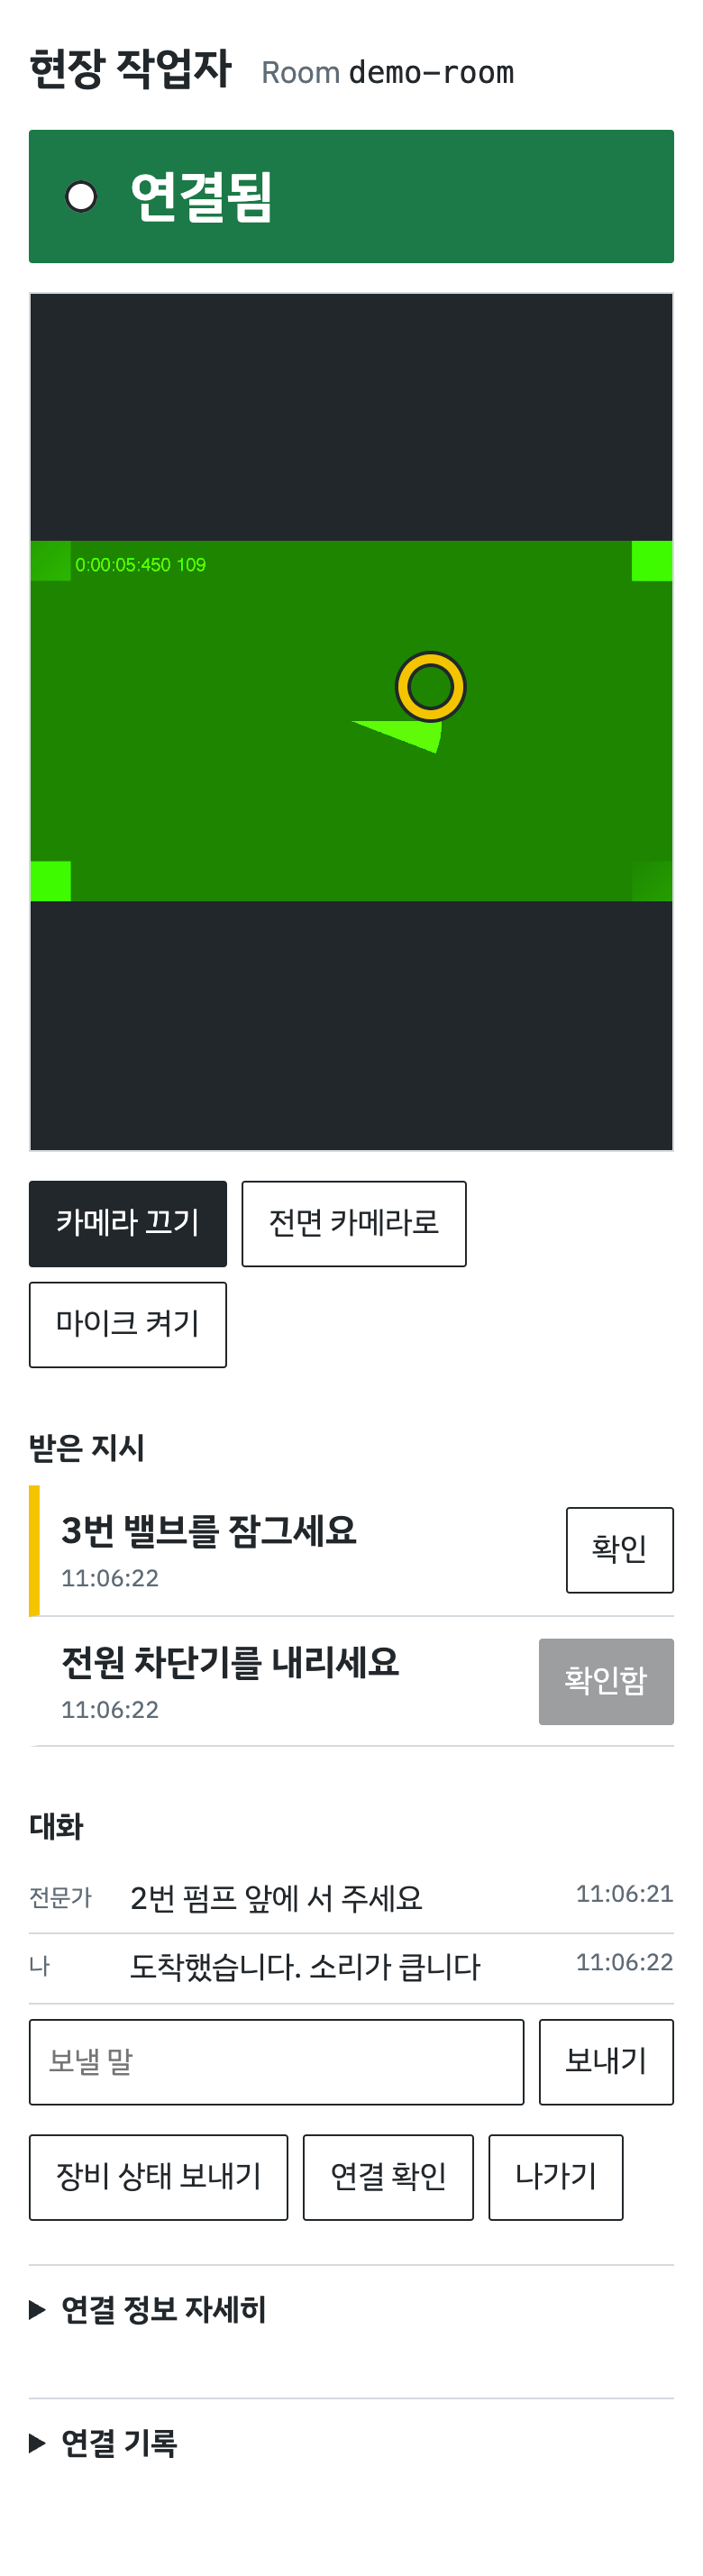 현장 작업자 Room demo-room
연결됨
0:00:05:450 109
카메라 끄기 전면 카메라로
마이크 켜기
받은 지시
3번 밸브를 잠그세요 확인
11:06:22
전원 차단기를 내리세요 확인함
11:06:22
대화
전문가 2번 펌프 앞에 서 주세요 11:06:21
나 도착했습니다. 소리가 큽니다 11:06:22
보낼 말 보내기
장비 상태 보내기 연결 확인 나가기
연결 정보 자세히
연결 기록